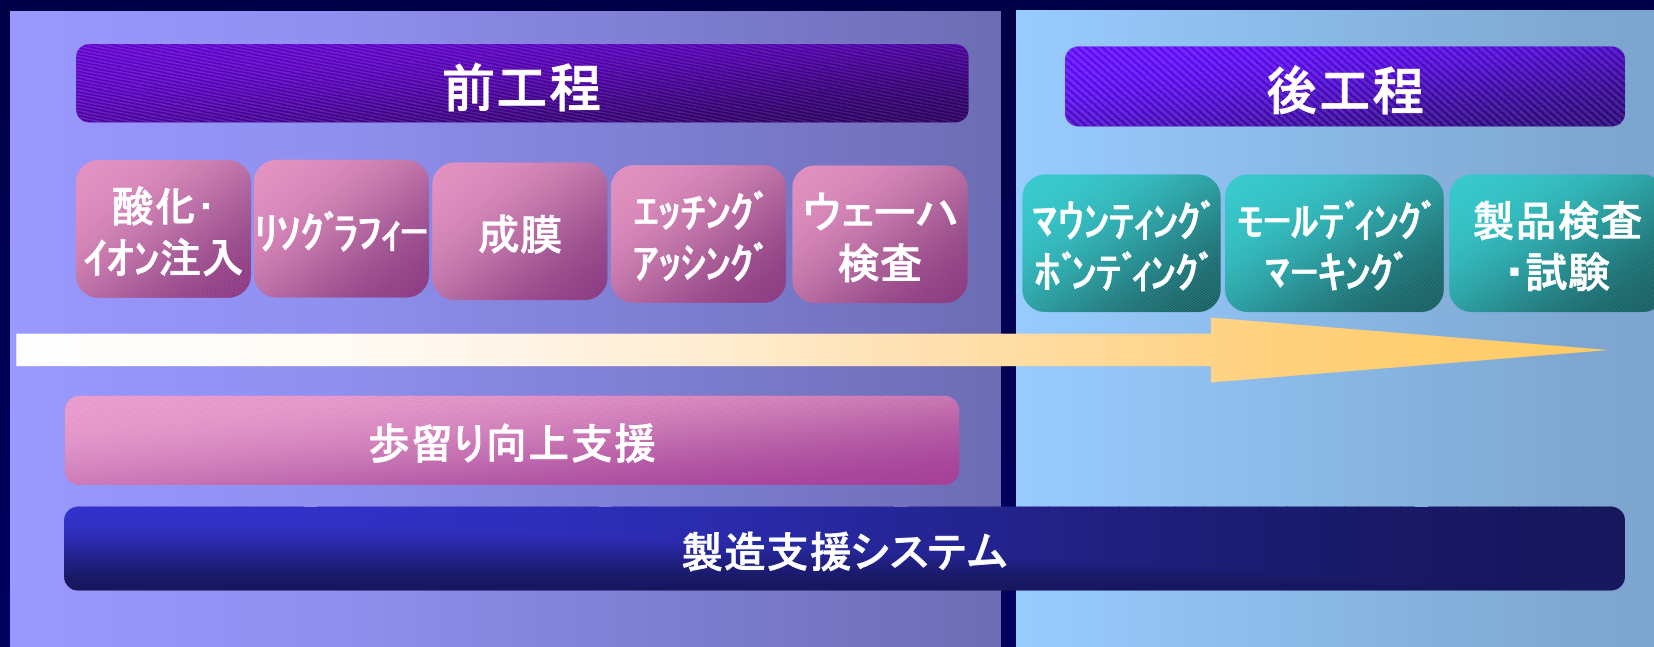 前工程
後工程
酸化・
イオン注入
リソグラフィー
成膜
エッチング
アッシング
ウェーハ
検査
マウンティング
ボンディング
モールディング
マーキング
製品検査
・試験
歩留り向上支援
製造支援システム